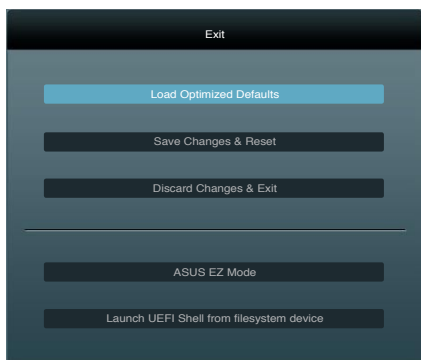 Exit
Load Optimized Defaults
Save Changes & Reset
Discard Changes & Exit
ASUS EZ Mode
Launch UEFI Shell from filesystem device